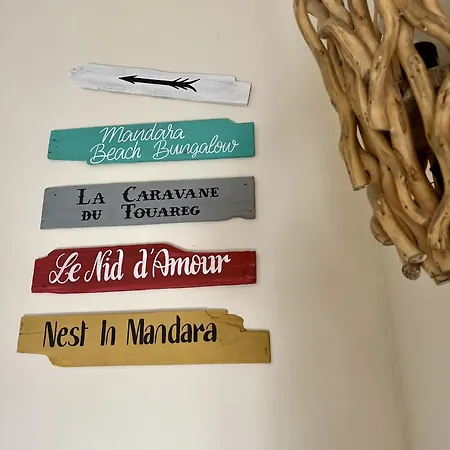 Mandara
Beach Bungalow
La Caravane
du Touareg
Le Nid d'Amour
Nest In Mandara